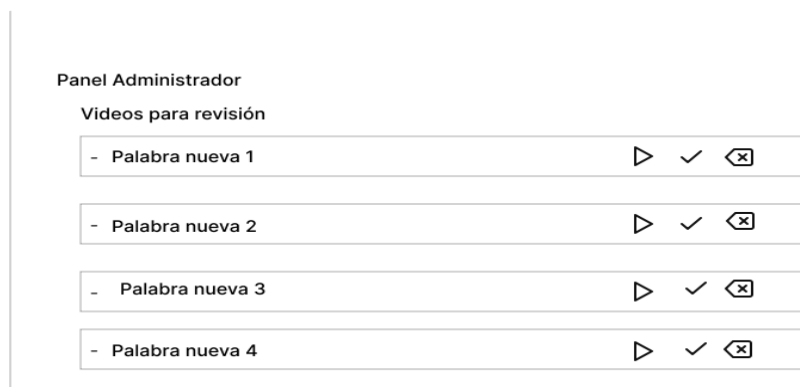 Panel Administrador
Videos para revisión
- Palabra nueva 1
- Palabra nueva 2
- Palabra nueva 3
- Palabra nueva 4